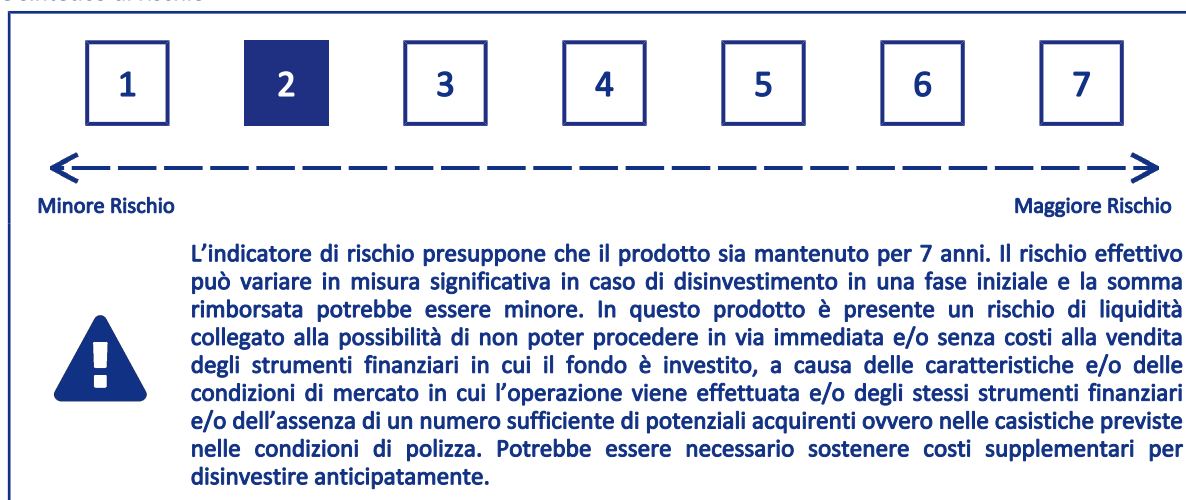 1 2 3 4 5 6 7
Minore Rischio Maggiore Rischio
L’indicatore di rischio presuppone che il prodotto sia mantenuto per 7 anni. Il rischio effettivo
può variare in misura significativa in caso di disinvestimento in una fase iniziale e la somma
rimborsata potrebbe essere minore. In questo prodotto è presente un rischio di liquidità
collegato alla possibilità di non poter procedere in via immediata e/o senza costi alla vendita
degli strumenti finanziari in cui il fondo è investito, a causa delle caratteristiche e/o delle
condizioni di mercato in cui l’operazione viene effettuata e/o degli stessi strumenti finanziari
e/o dell’assenza di un numero sufficiente di potenziali acquirenti ovvero nelle casistiche previste
nelle condizioni di polizza. Potrebbe essere necessario sostenere costi supplementari per
disinvestire anticipatamente.